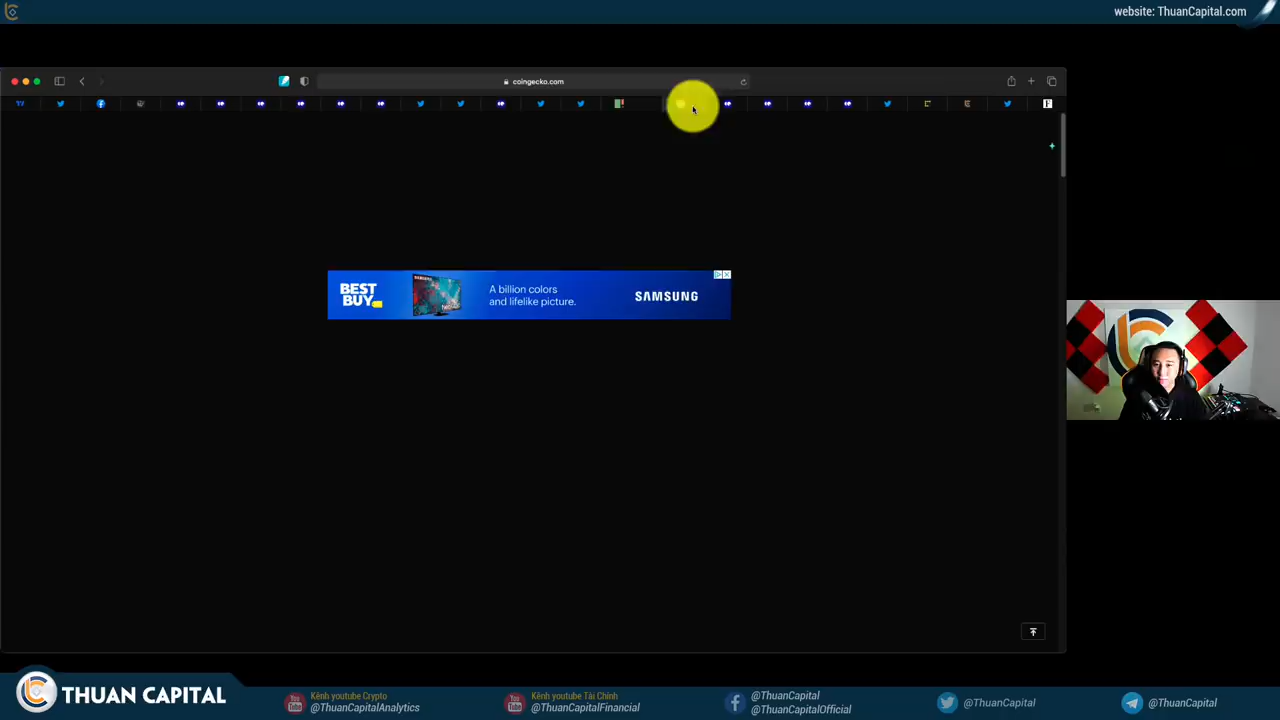 website: ThuanCapital.com
coingecko.com
BEST
BUY
A billion colors
and lifelike picture.
SAMSUNG
THUAN CAPITAL
Kênh youtube Crypto
@ThuanCapitalAnalytics
Kênh youtube Tài Chính
@ThuanCapitalFinancial
@ThuanCapital
@ThuanCapitalOfficial
@ThuanCapital
@ThuanCapital